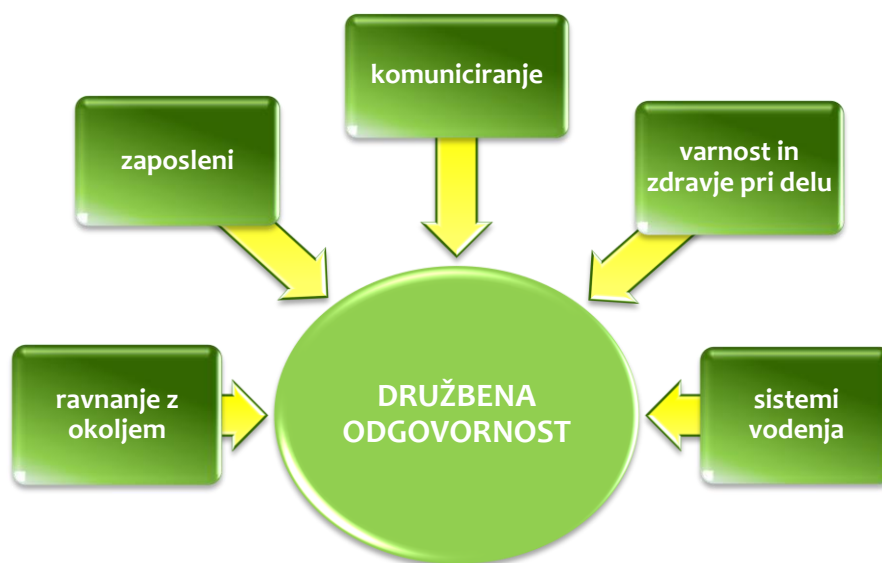 komuniciranje
zaposleni
varnost in
zdravje pri delu
ravnanje z
okoljem
DRUŽBENA
ODGOVORNOST
sistemi
vodenja